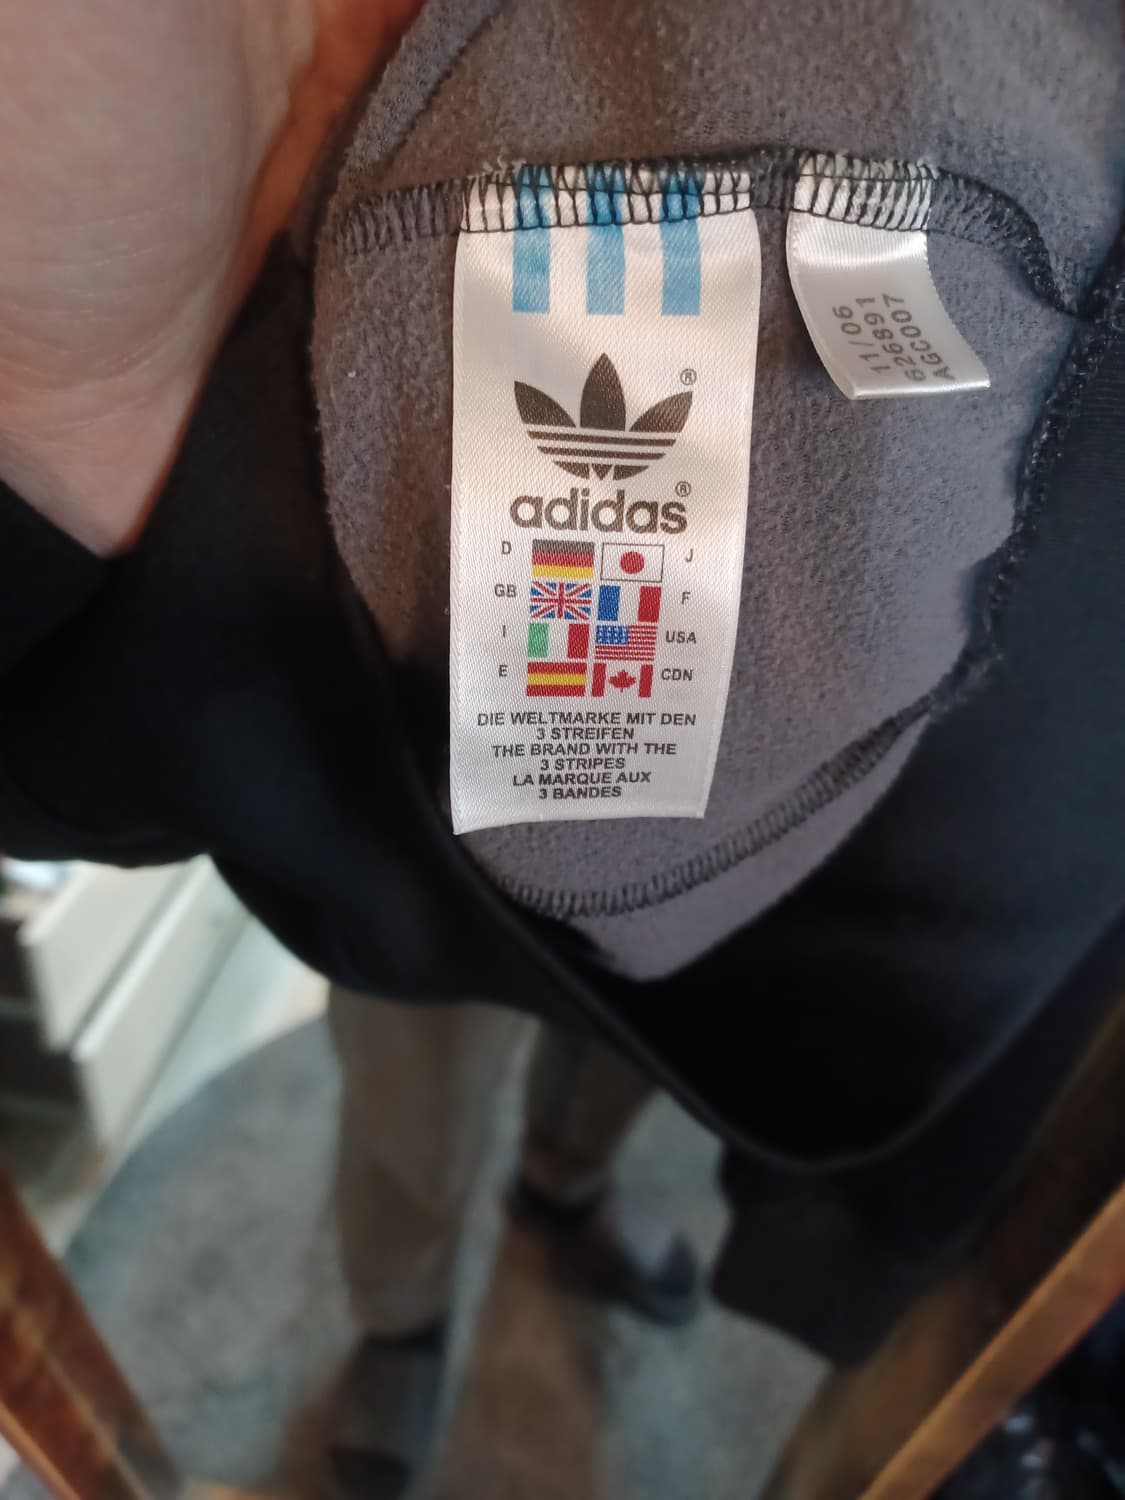 ®
adidas®
D J
GB F
I USA
E CDN
DIE WELTMARKE MIT DEN
3 STREIFEN
THE BRAND WITH THE
3 STRIPES
LA MARQUE AUX
3 BANDES
11/06
626891
AGC007